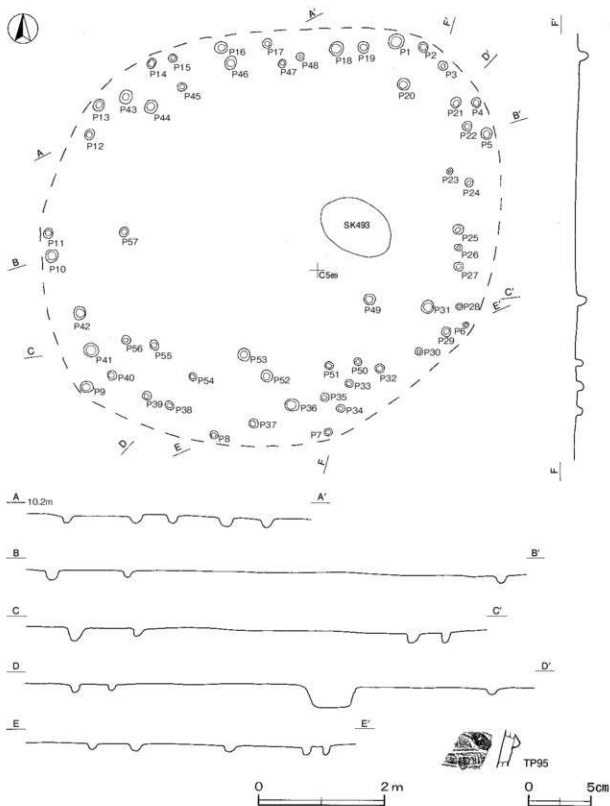 A′
F′
P16
P17
P48
P18
P19
P1
P2
P3
D′
P15
P14
P46
P47
P45
P20
P21
P4
B′
P43
P13
P44
P22
P5
P12
A
P23
P24
SK493
P11
P57
P25
P10
P26
B
P27
P49
P31
P28
C′
P42
E′
P6
P29
P56
P55
P53
P30
C
P41
P51
P50
P40
P54
P52
P33
P32
P9
P39
P38
P36
P35
P34
P37
P8
P7
D
E
F
F′
F
A 10.2m
A′
B
B′
C
C′
D
D′
E
E′
TP95
0 2m
0 5cm